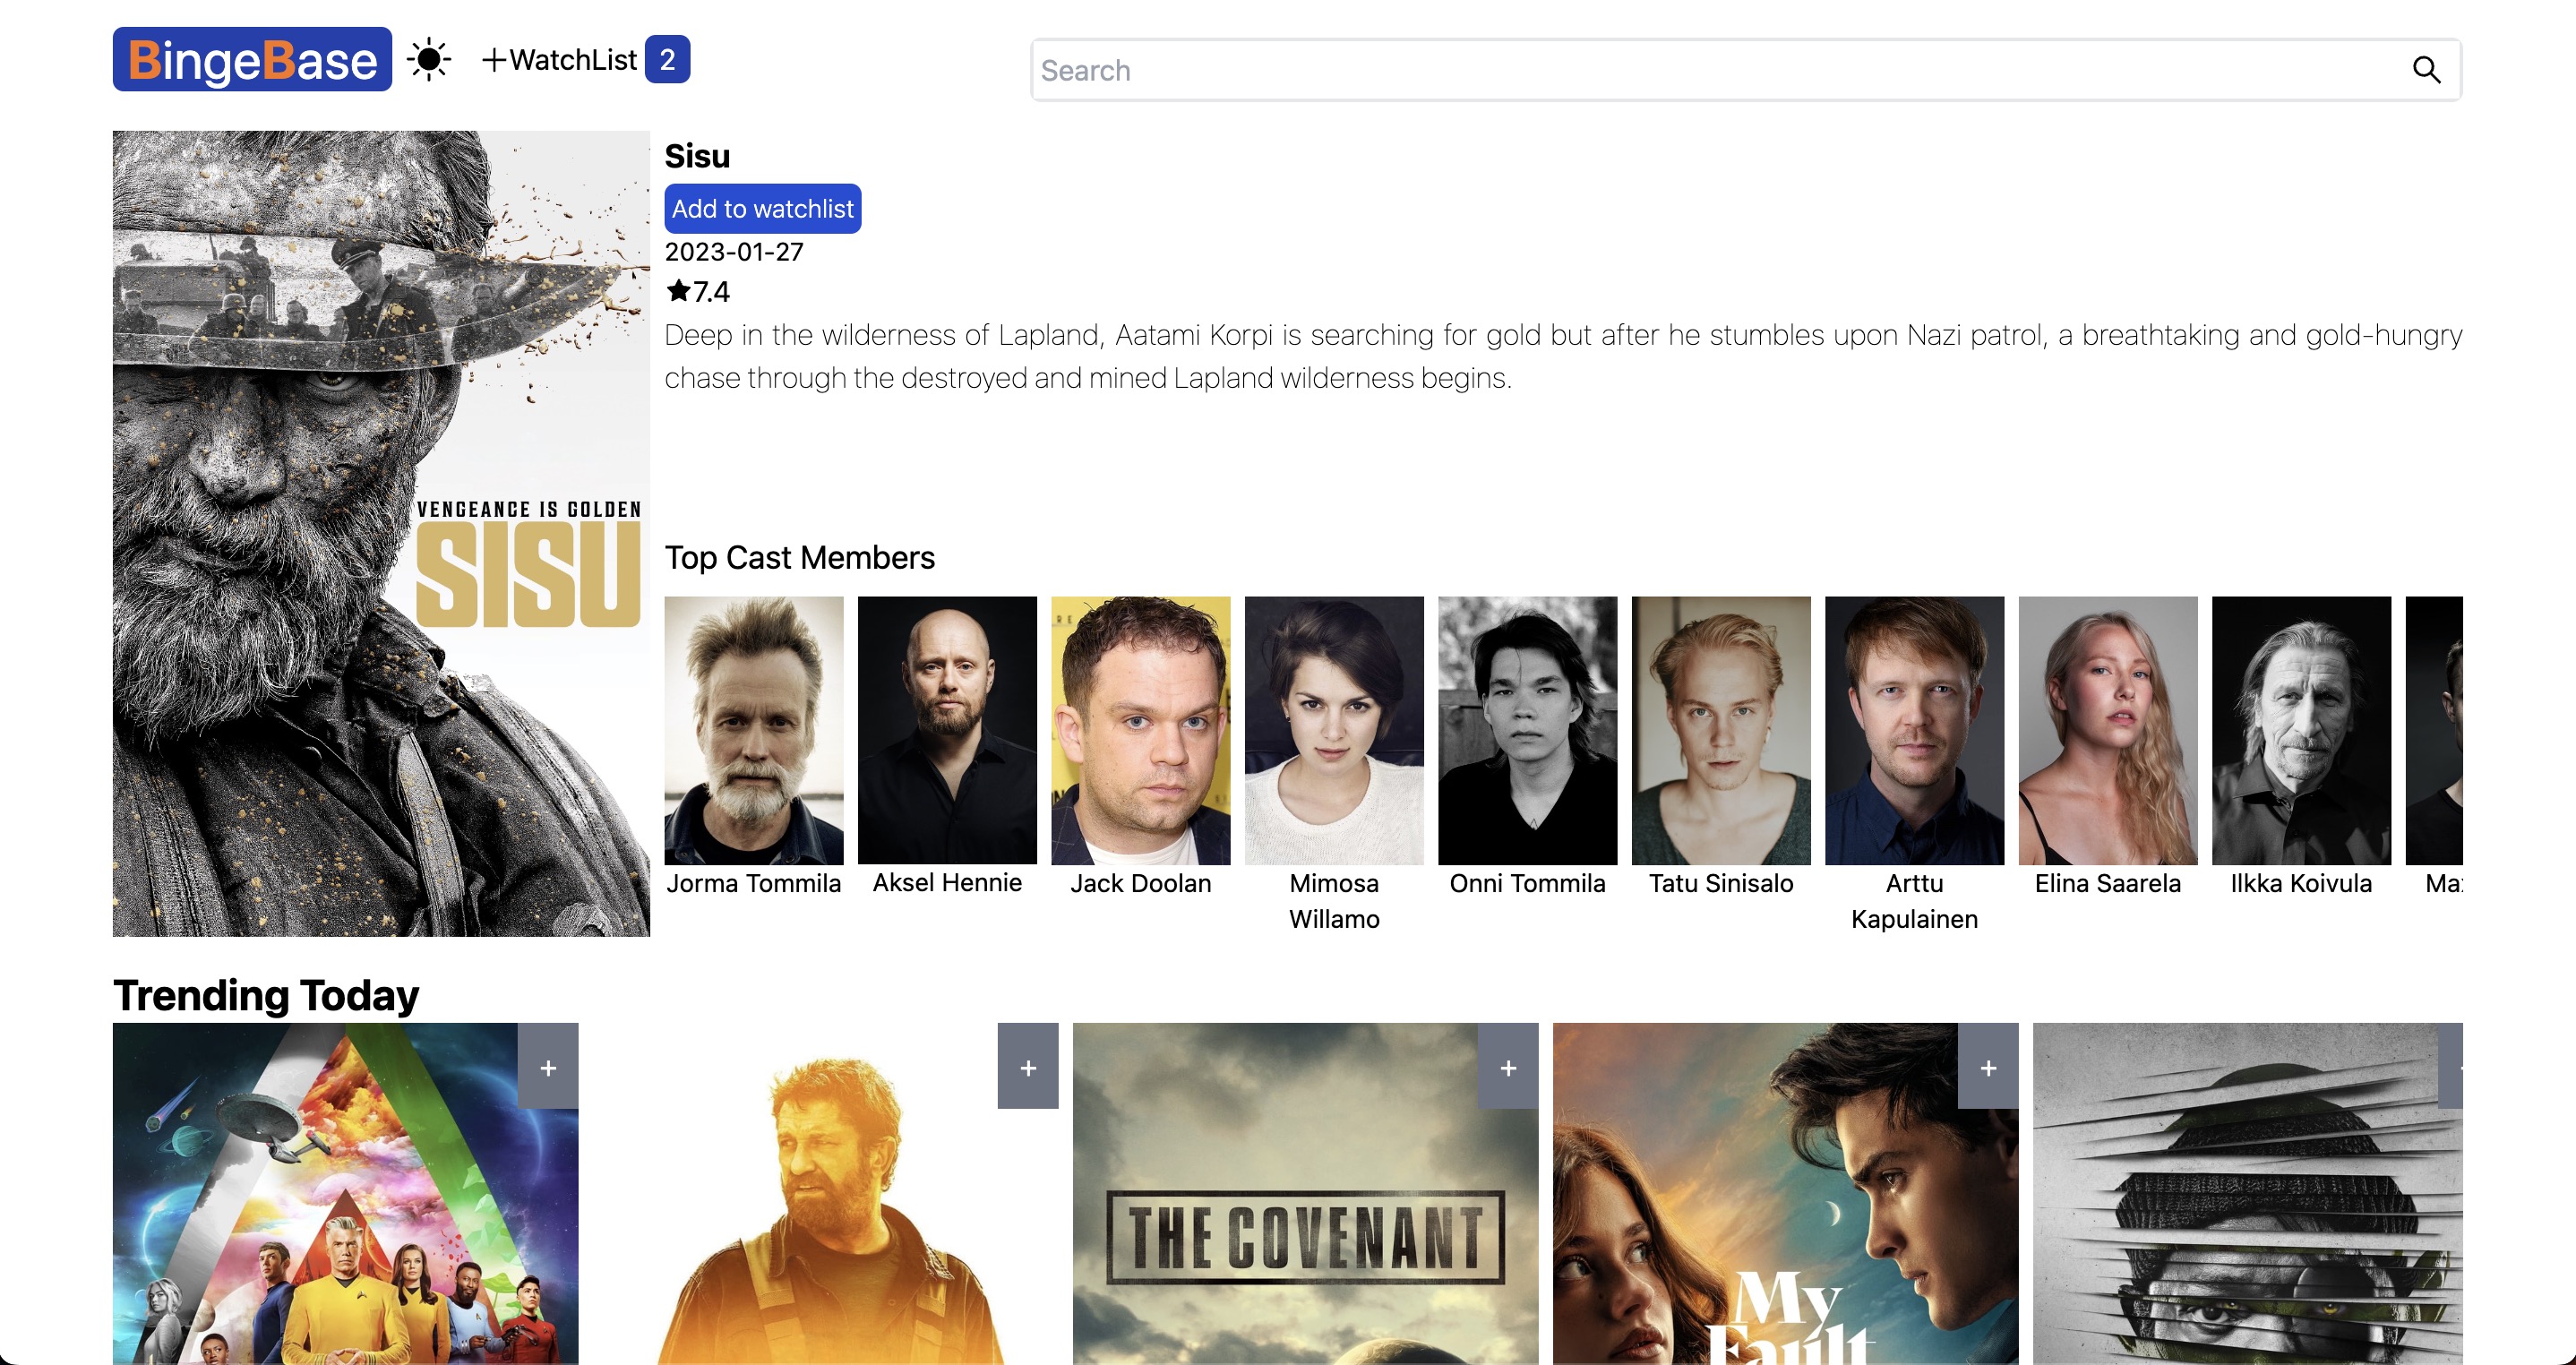 BingeBase
+WatchList 2
Search
Sisu
Add to watchlist
2023-01-27
★7.4
Deep in the wilderness of Lapland, Aatami Korpi is searching for gold but after he stumbles upon Nazi patrol, a breathtaking and gold-hungry
chase through the destroyed and mined Lapland wilderness begins.
VENGEANCE IS GOLDEN
SISU
Top Cast Members
Jorma Tommila
Aksel Hennie
Jack Doolan
Mimosa
Willamo
Onni Tommila
Tatu Sinisalo
Arttu
Kapulainen
Elina Saarela
Ilkka Koivula
Trending Today
+
+
+
+
THE COVENANT
My
Fault